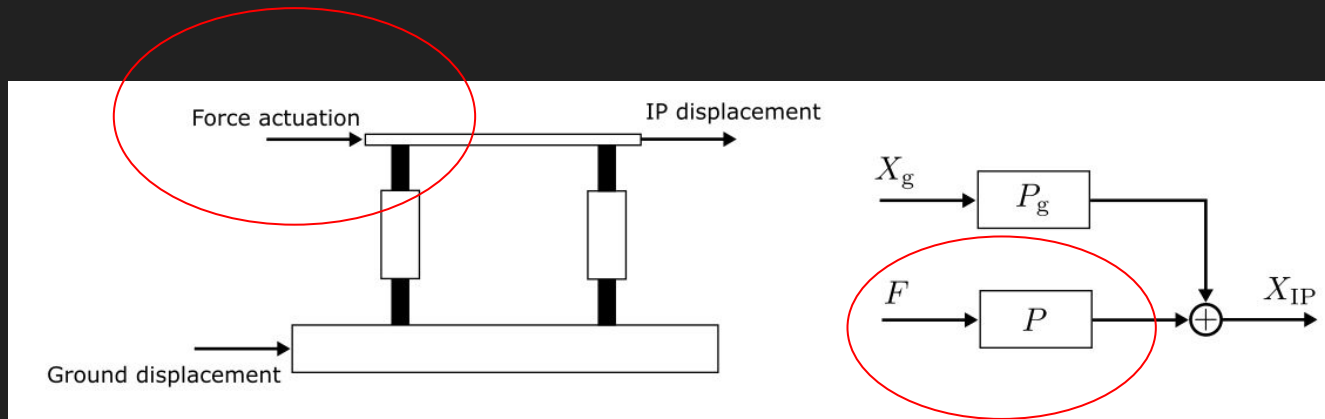 Force actuation
IP displacement
Ground displacement
X_g
P_g
F
P
+
X_IP